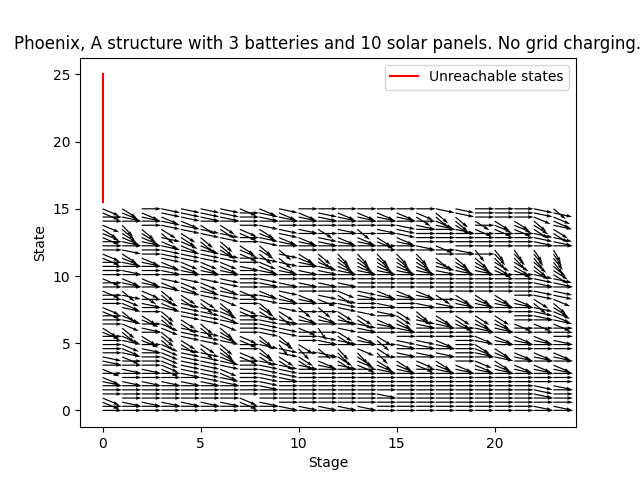 Phoenix, A structure with 3 batteries and 10 solar panels. No grid charging.
Unreachable states
25
20
15
10
5
0
State
0 5 10 15 20
Stage